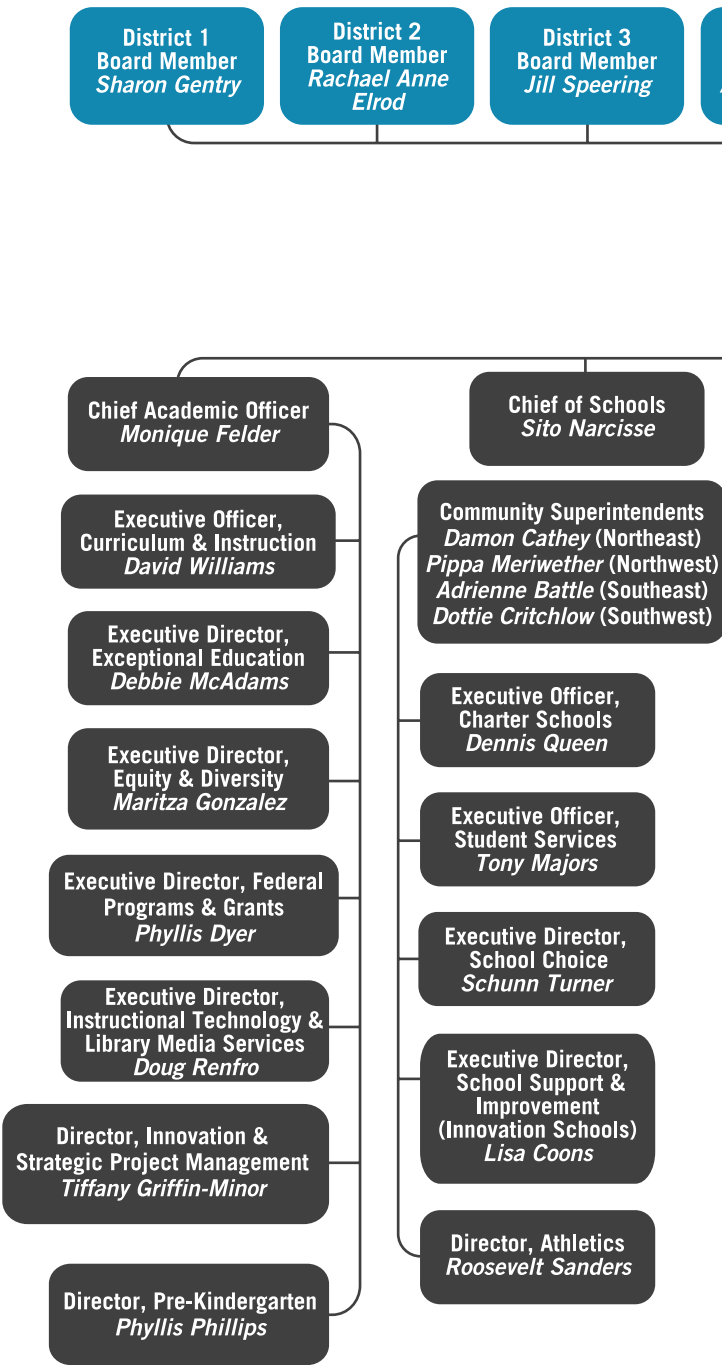 District 1
Board Member
Sharon Gentry
District 2
Board Member
Rachael Anne
Elrod
District 3
Board Member
Jill Speering
Chief Academic Officer
Monique Felder
Executive Officer,
Curriculum & Instruction
David Williams
Executive Director,
Exceptional Education
Debbie McAdams
Executive Director,
Equity & Diversity
Maritza Gonzalez
Executive Director, Federal
Programs & Grants
Phyllis Dyer
Executive Director,
Instructional Technology &
Library Media Services
Doug Renfro
Director, Innovation &
Strategic Project Management
Tiffany Griffin-Minor
Director, Pre-Kindergarten
Phyllis Phillips
Chief of Schools
Sito Narcisse
Community Superintendents
Damon Cathey (Northeast)
Pippa Meriwether (Northwest)
Adrienne Battle (Southeast)
Dottie Critchlow (Southwest)
Executive Officer,
Charter Schools
Dennis Queen
Executive Officer,
Student Services
Tony Majors
Executive Director,
School Choice
Schunn Turner
Executive Director,
School Support &
Improvement
(Innovation Schools)
Lisa Coons
Director, Athletics
Roosevelt Sanders